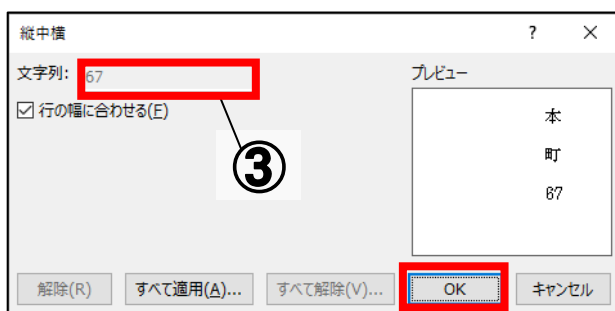 縦中横 ? ×
文字列: 67
プレビュー
行の幅に合わせる(F)
本
町
67
③
解除(R) すべて適用(A)... すべて解除(V)... OK キャンセル